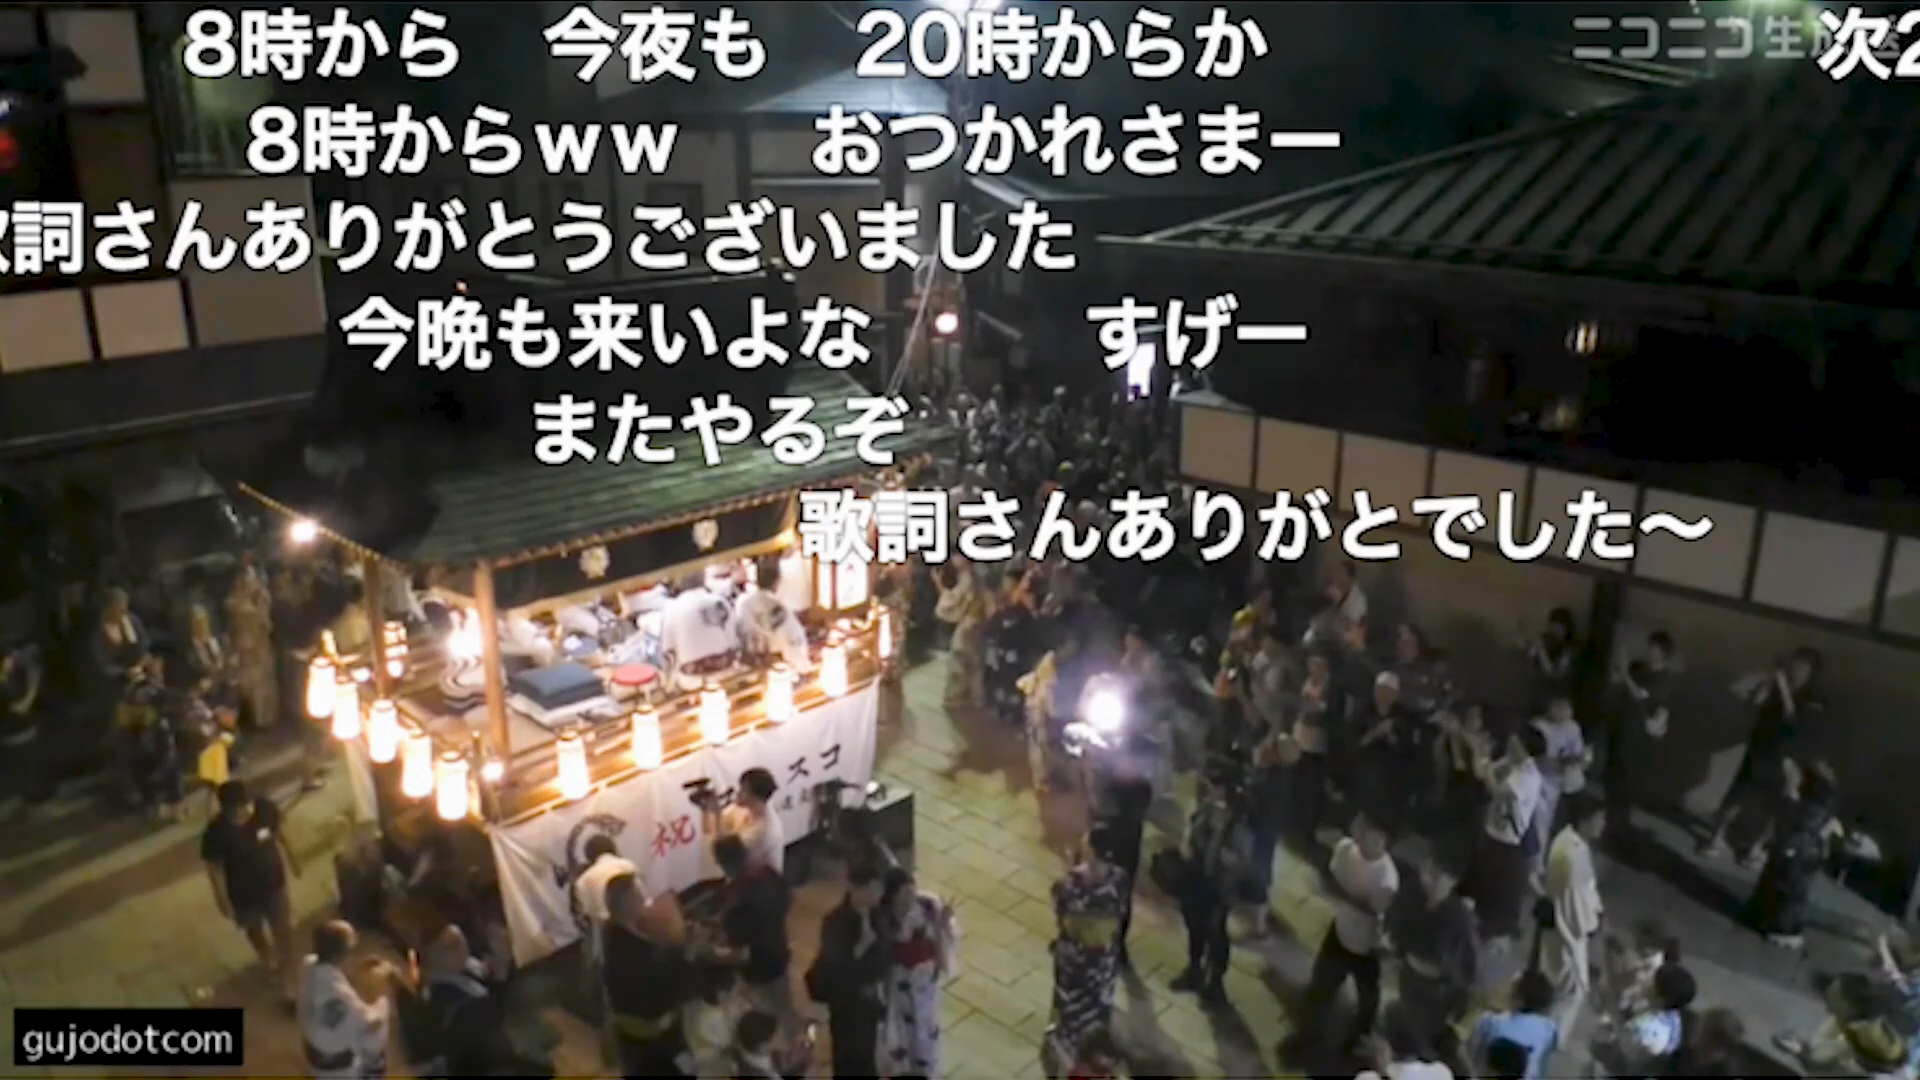 8時から　今夜も　20時からか
ニコニコ生放送
次2
8時からｗｗ　おつかれさまー
歌詞さんありがとうございました
今晩も来いよな　すげー
またやるぞ
歌詞さんありがとでした～
スコ
祝
gujodotcom